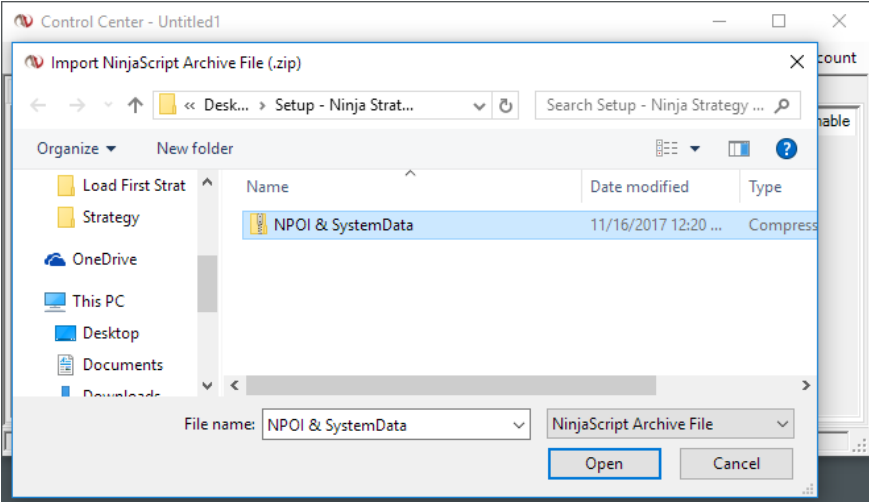 Control Center - Untitled1
Import NinjaScript Archive File (.zip)
count
« Desk... > Setup - Ninja Strat...
Search Setup - Ninja Strategy ...
nable
Organize
New folder
Load First Strat
Name
Date modified
Type
Strategy
NPOI & SystemData
11/16/2017 12:20 ...
Compress
OneDrive
This PC
Desktop
Documents
Downloads
File name:
NPOI & SystemData
NinjaScript Archive File
Open
Cancel